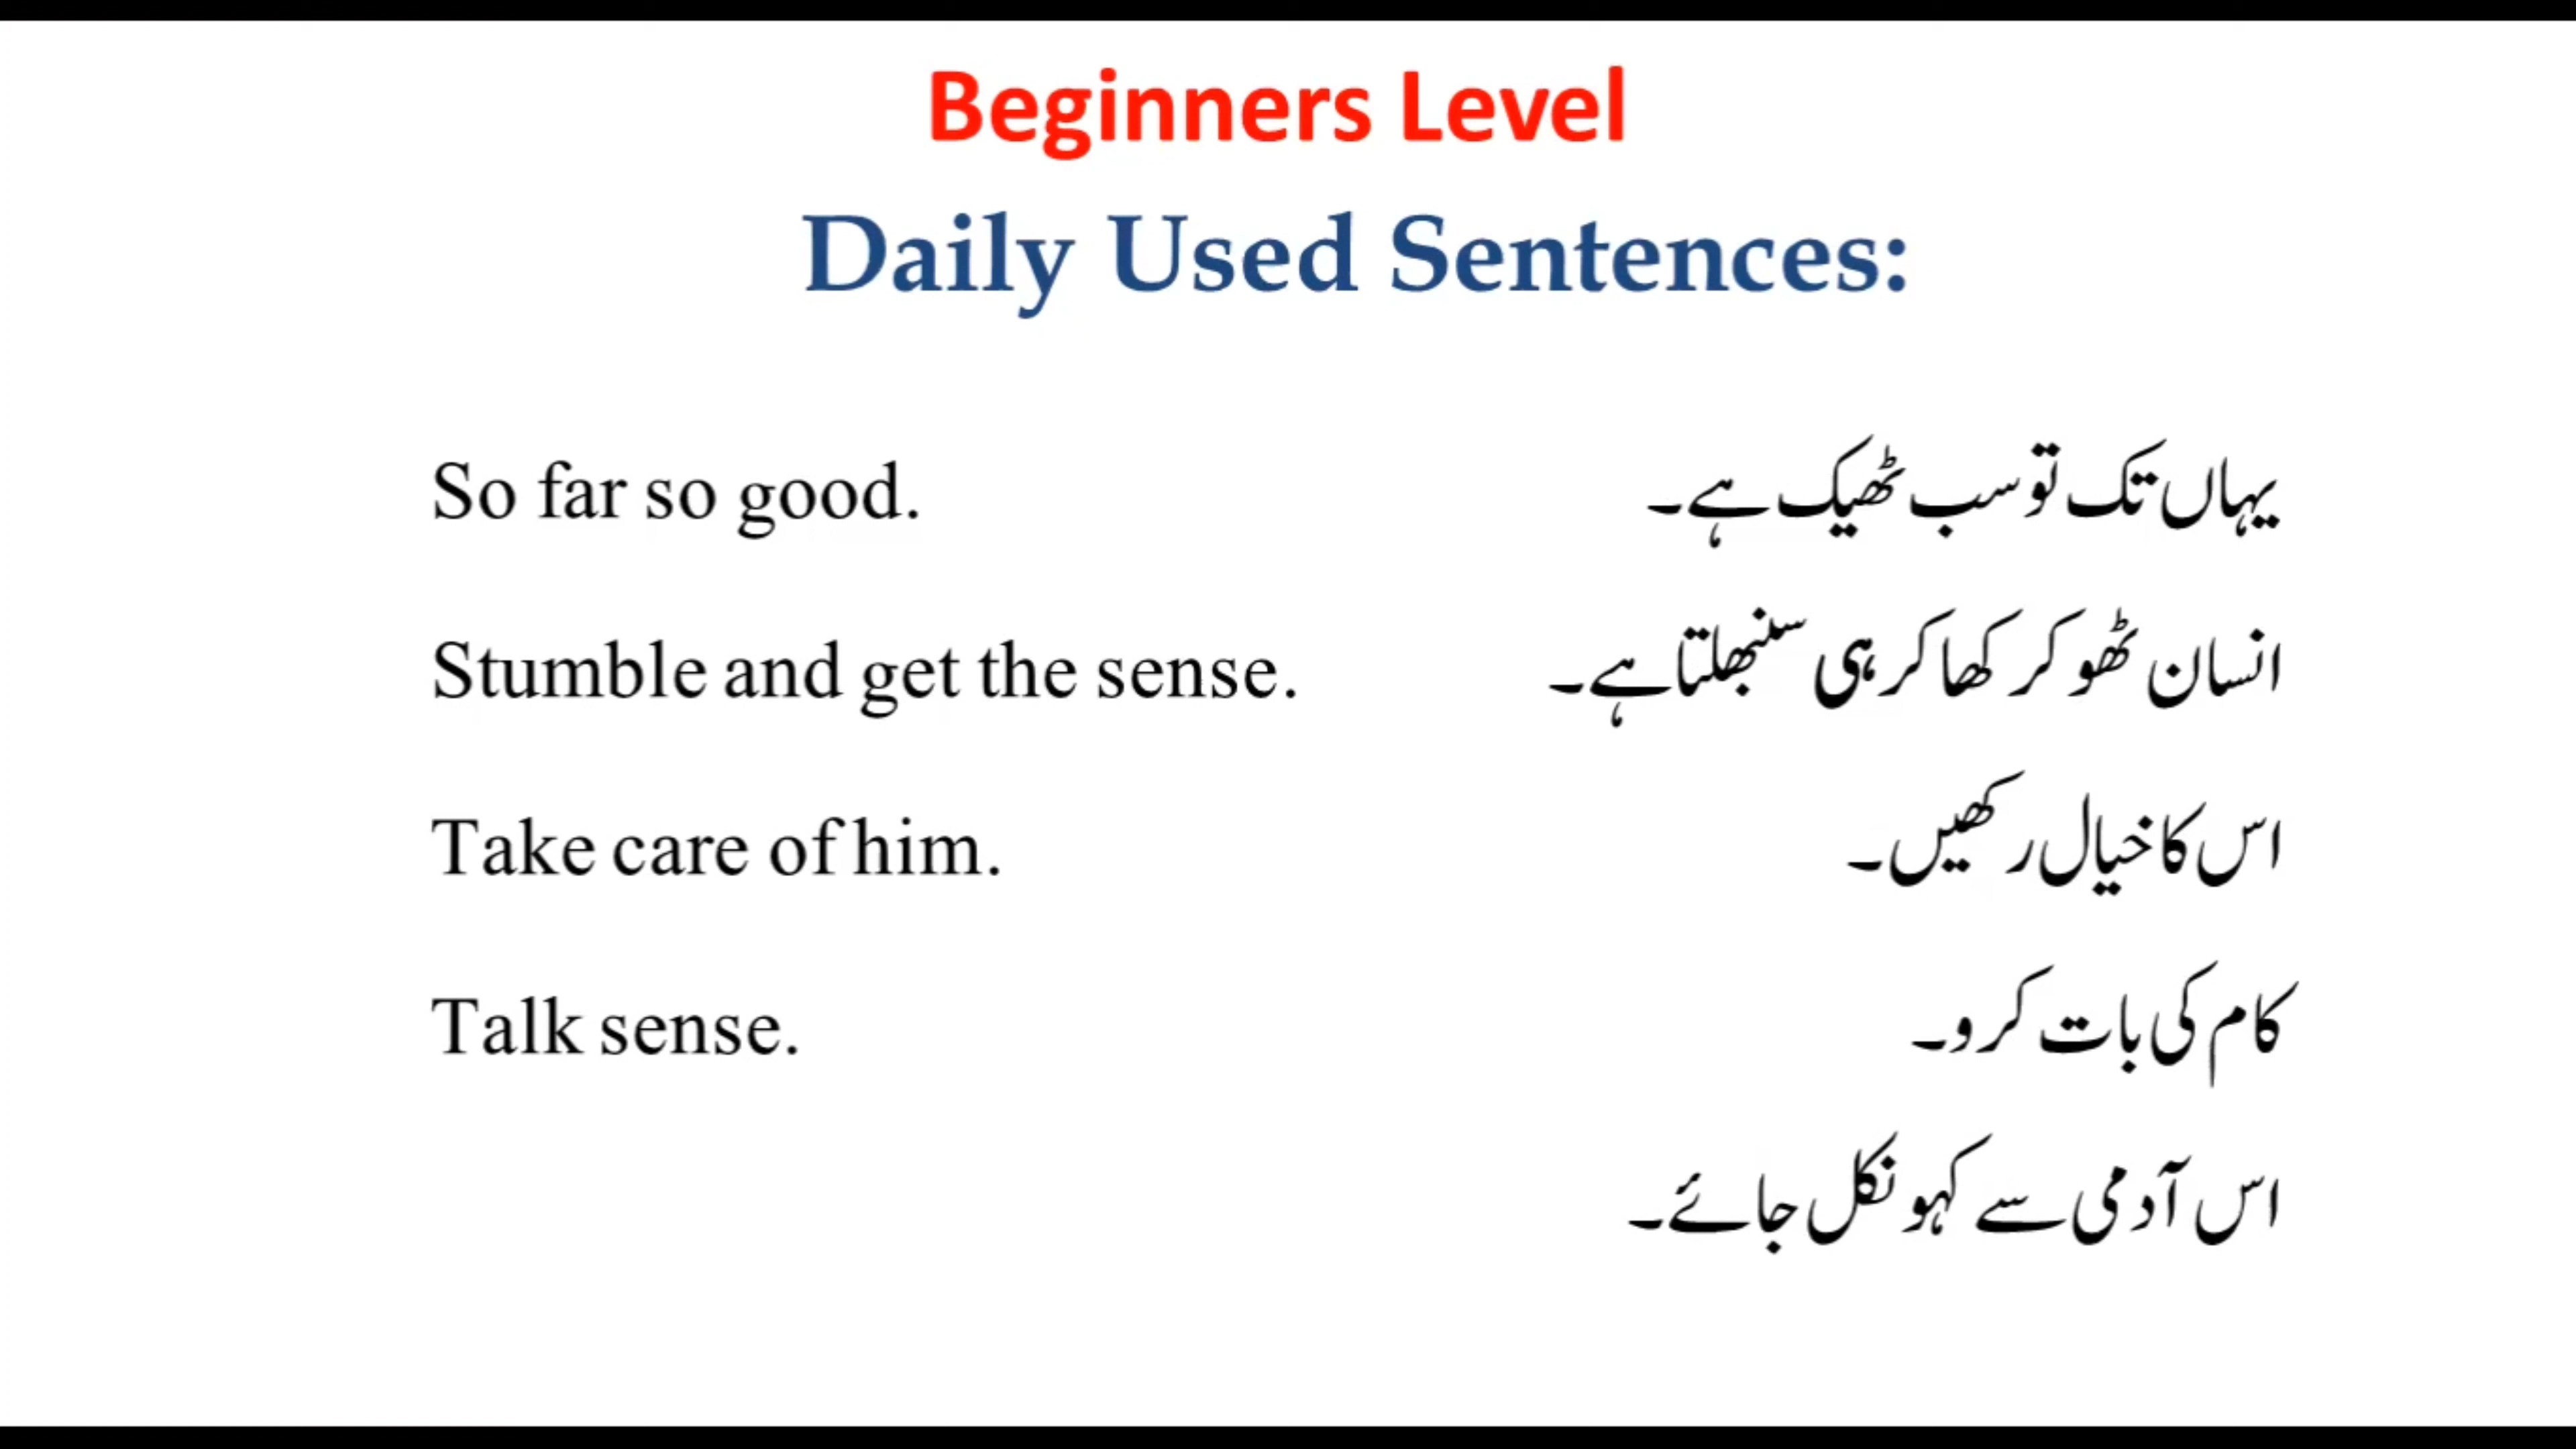 Beginners Level
Daily Used Sentences:
So far so good. یہاں تک تو سب ٹھیک ہے۔
Stumble and get the sense. انسان ٹھوکر کھا کر ہی سنبھلتا ہے۔
Take care of him. اس کا خیال رکھیں۔
Talk sense. کام کی بات کرو۔
اس آدمی سے کہو نکل جائے۔